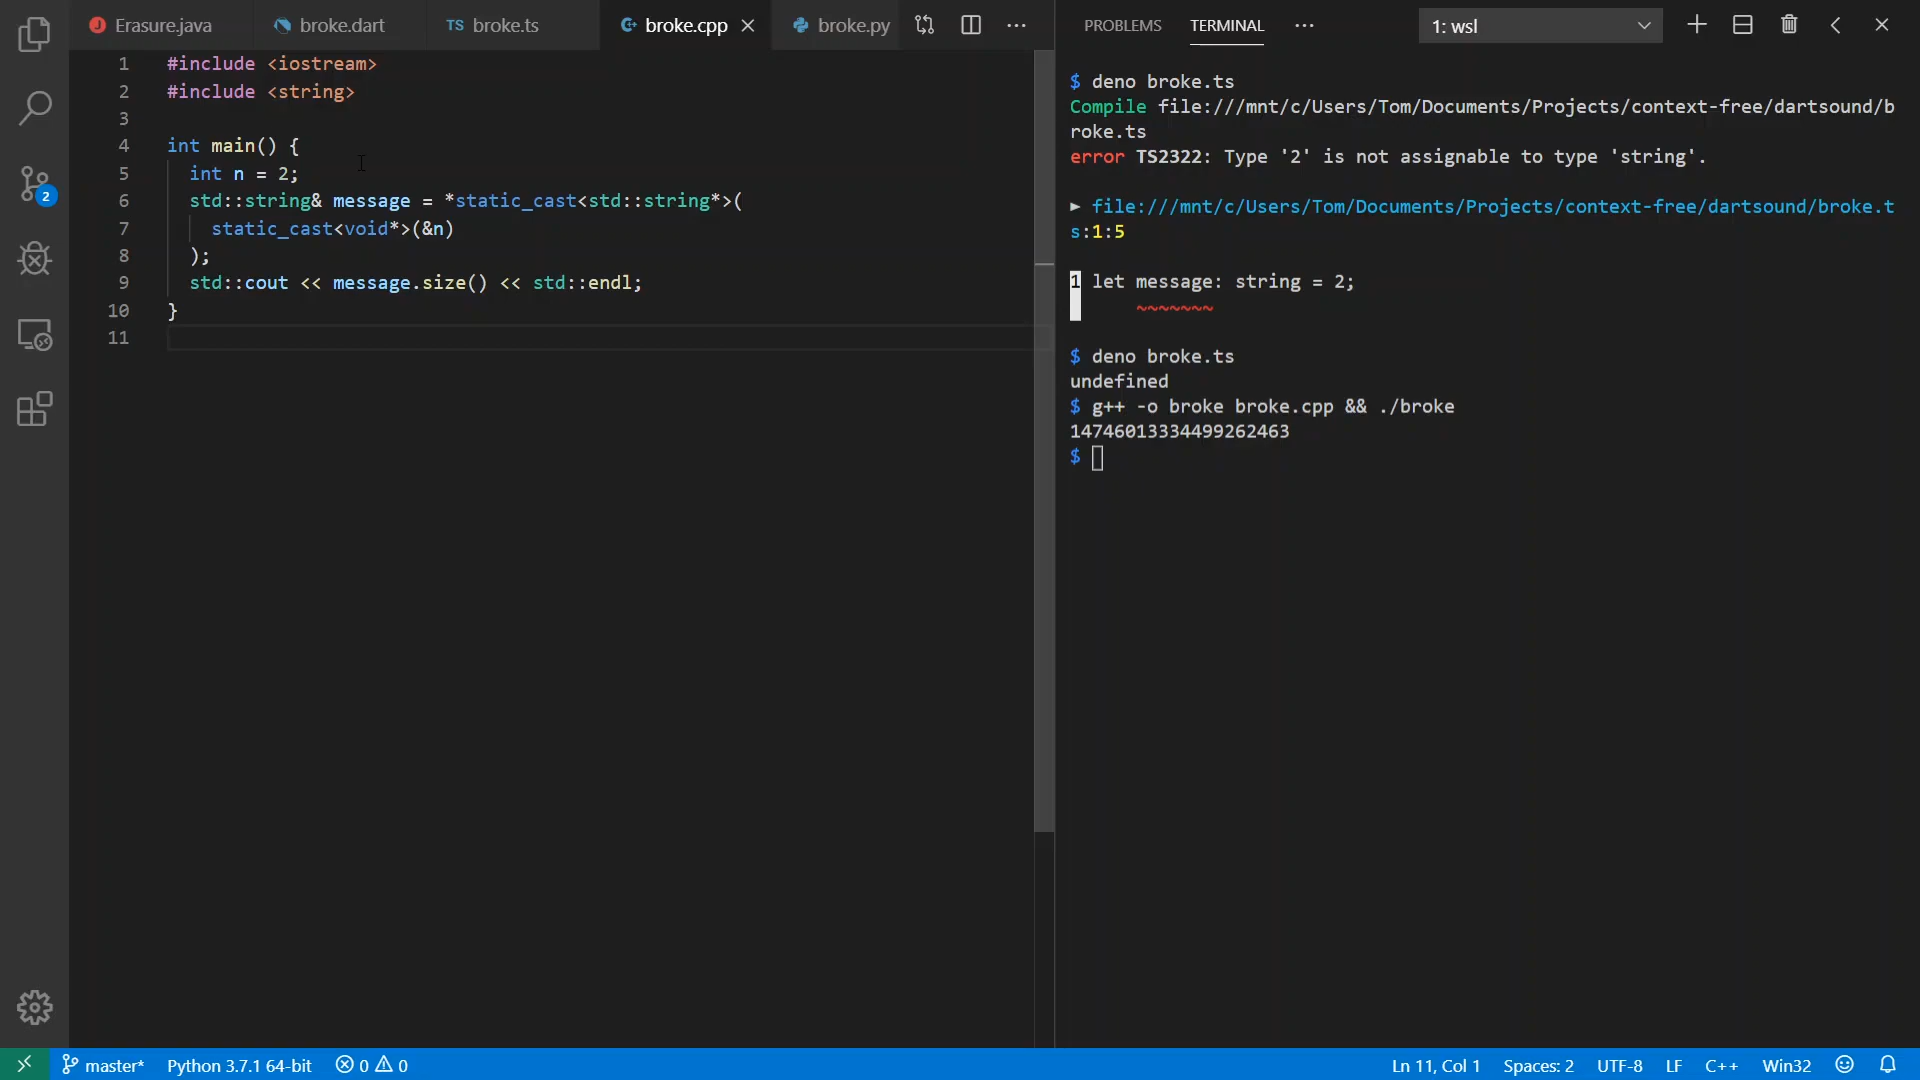 Erasure.java broke.dart TS broke.ts broke.cpp broke.py
1 #include <iostream>
2 #include <string>
3
4 int main() {
5 int n = 2;
6 std::string& message = *static_cast<std::string*>(
7 static_cast<void*>(&n)
8 );
9 std::cout << message.size() << std::endl;
10 }
11
PROBLEMS TERMINAL ··· 1: wsl
$ deno broke.ts
Compile file:///mnt/c/Users/Tom/Documents/Projects/context-free/dartsound/b
roke.ts
error TS2322: Type '2' is not assignable to type 'string'.
► file:///mnt/c/Users/Tom/Documents/Projects/context-free/dartsound/broke.t
s:1:5
1 let message: string = 2;
~~~~~~~
$ deno broke.ts
undefined
$ g++ -o broke broke.cpp && ./broke
14746013334499262463
$
2
master* Python 3.7.1 64-bit 0 0 Ln 11, Col 1 Spaces: 2 UTF-8 LF C++ Win32